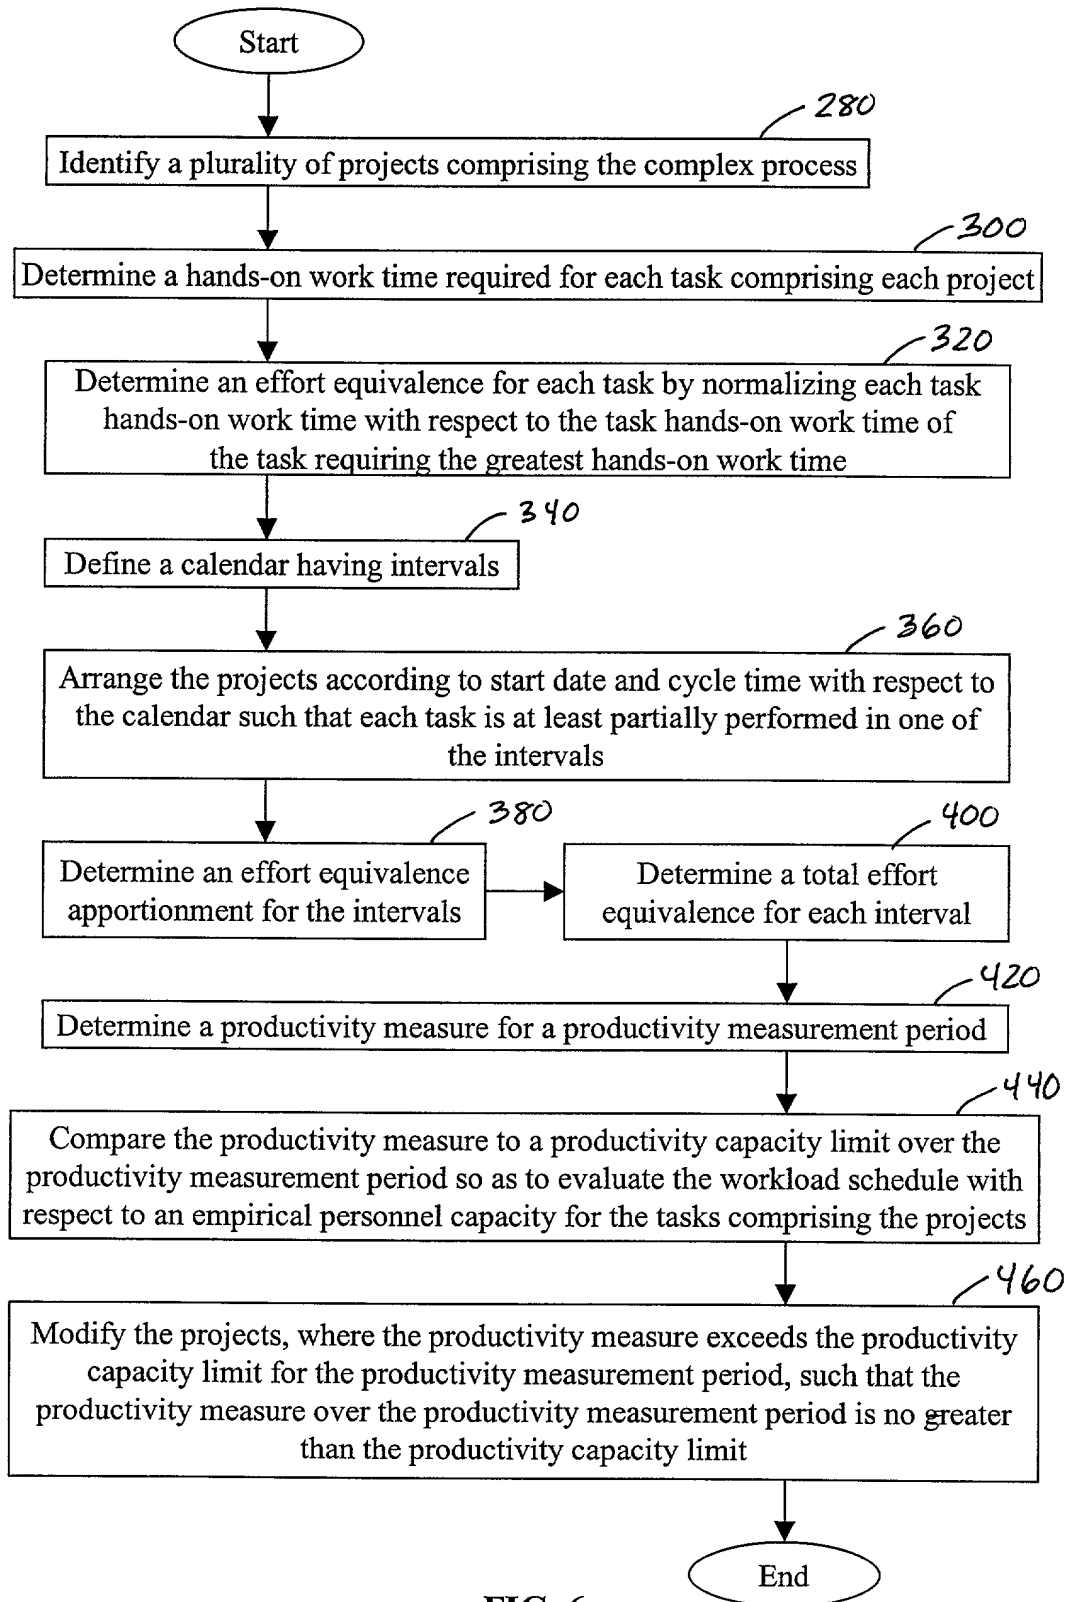 Start
280
Identify a plurality of projects comprising the complex process
300
Determine a hands-on work time required for each task comprising each project
320
Determine an effort equivalence for each task by normalizing each task
hands-on work time with respect to the task hands-on work time of
the task requiring the greatest hands-on work time
340
Define a calendar having intervals
360
Arrange the projects according to start date and cycle time with respect to
the calendar such that each task is at least partially performed in one of
the intervals
380
Determine an effort equivalence
apportionment for the intervals
400
Determine a total effort
equivalence for each interval
420
Determine a productivity measure for a productivity measurement period
440
Compare the productivity measure to a productivity capacity limit over the
productivity measurement period so as to evaluate the workload schedule with
respect to an empirical personnel capacity for the tasks comprising the projects
460
Modify the projects, where the productivity measure exceeds the productivity
capacity limit for the productivity measurement period, such that the
productivity measure over the productivity measurement period is no greater
than the productivity capacity limit
End
FIG. 6